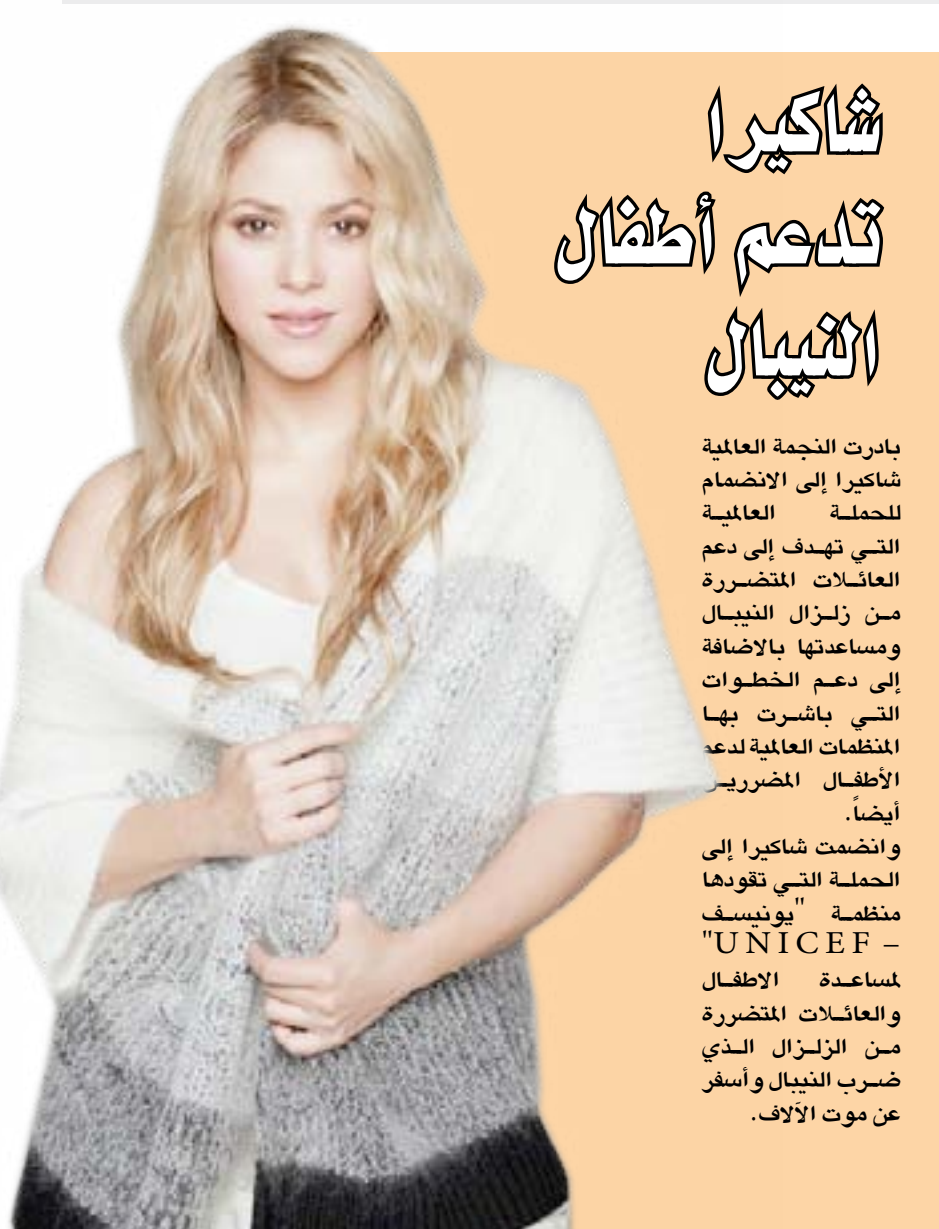 شاكيرا
تدعم أطفال
النيبال
بادرت النجمة العالمية
شاكيرا إلى الانضمام
للحملة العالمية
التي تهدف إلى دعم
العائلات المتضررة
من زلزال النيبال
ومساعدتها بالاضافة
إلى دعم الخطوات
التي باشرت بها
المنظمات العالمية لدعم
الأطفال المضررين
أيضاً.
وانضمت شاكيرا إلى
الحملة التي تقودها
منظمة "يونيسف
– UNICEF"
لمساعدة الاطفال
والعائلات المتضررة
من الزلزال الذي
ضرب النيبال وأسفر
عن موت الآلاف.